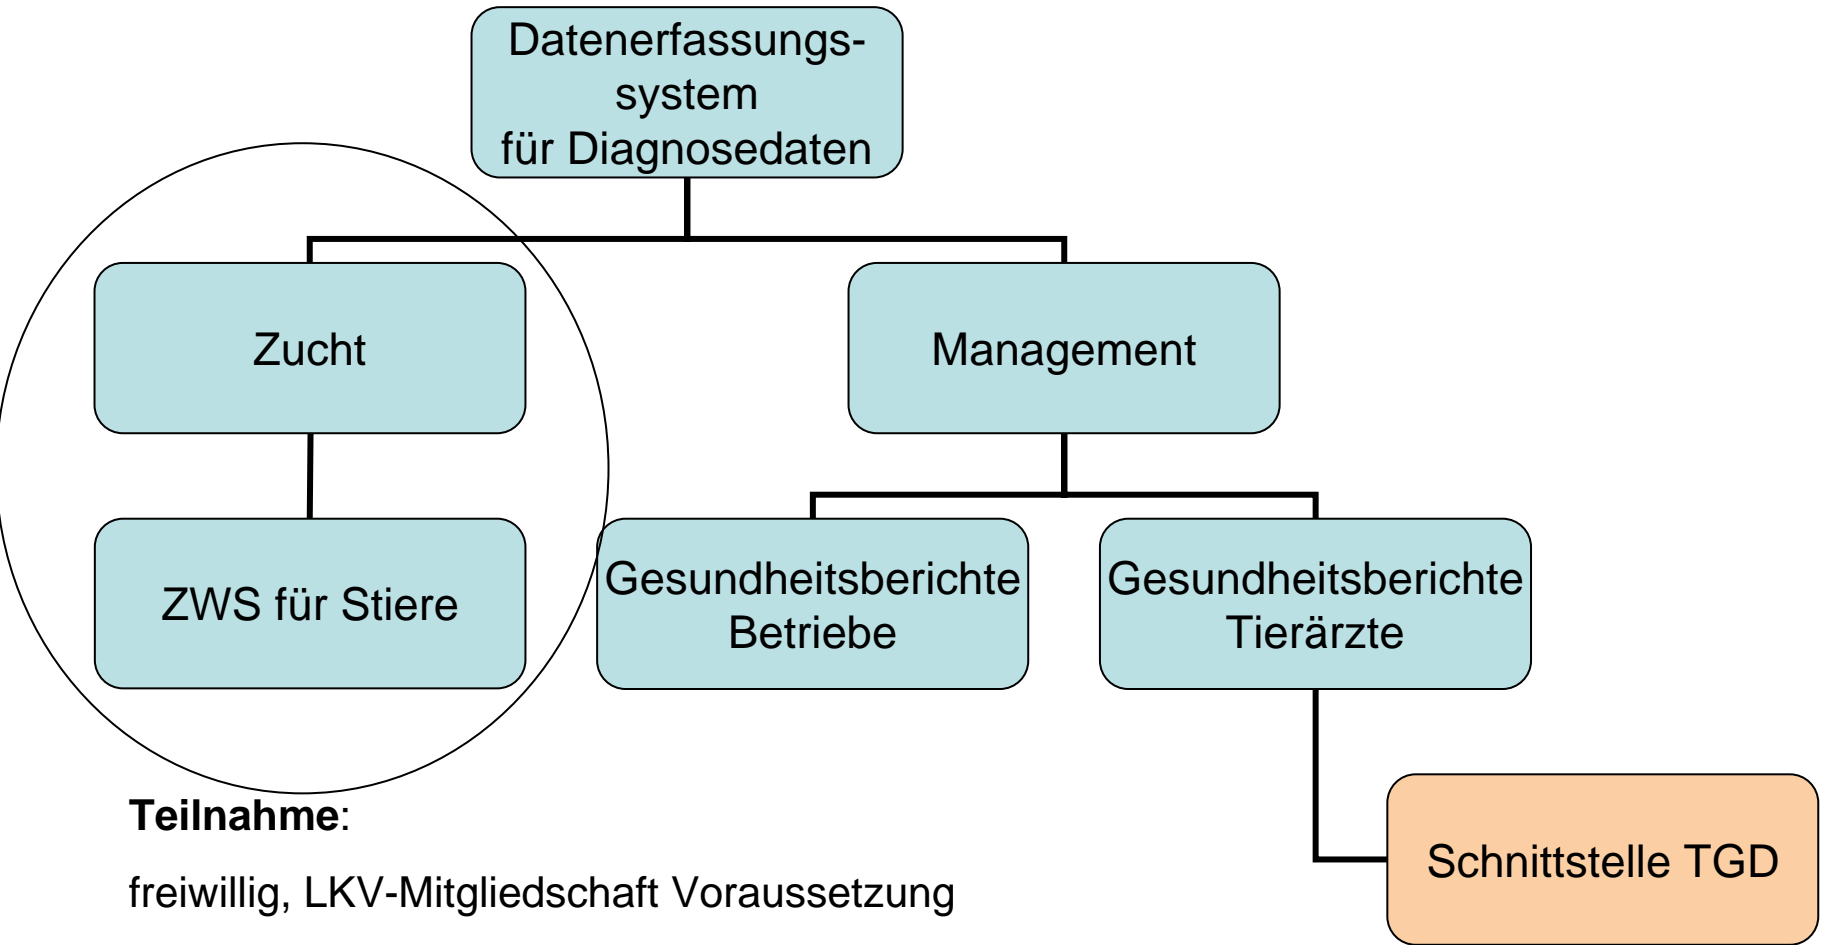 Datenerfassungs-
system
für Diagnosedaten
Zucht
Management
ZWS für Stiere
Gesundheitsberichte
Betriebe
Gesundheitsberichte
Tierärzte
Schnittstelle TGD
Teilnahme:
freiwillig, LKV-Mitgliedschaft Voraussetzung